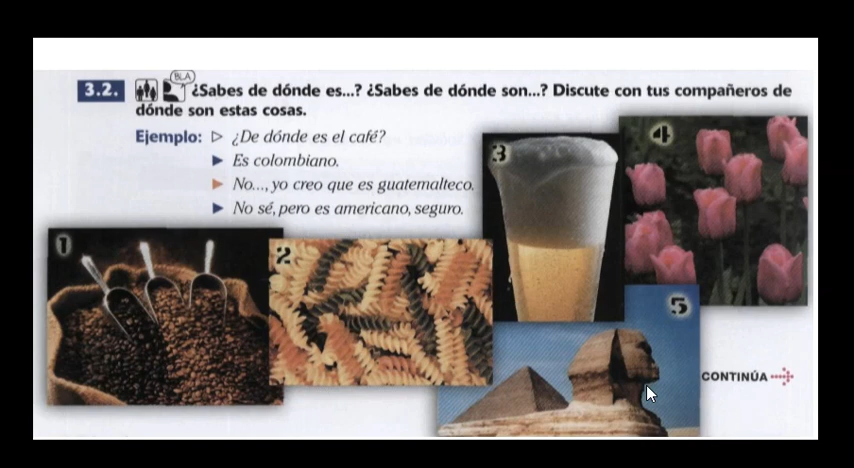 3.2. BLA ¿Sabes de dónde es...? ¿Sabes de dónde son...? Discute con tus compañeros de
dónde son estas cosas.
Ejemplo: ▷ ¿De dónde es el café?
▶ Es colombiano.
▶ No..., yo creo que es guatemalteco.
▶ No sé, pero es americano, seguro.
1
2
3
4
5
CONTINÚA